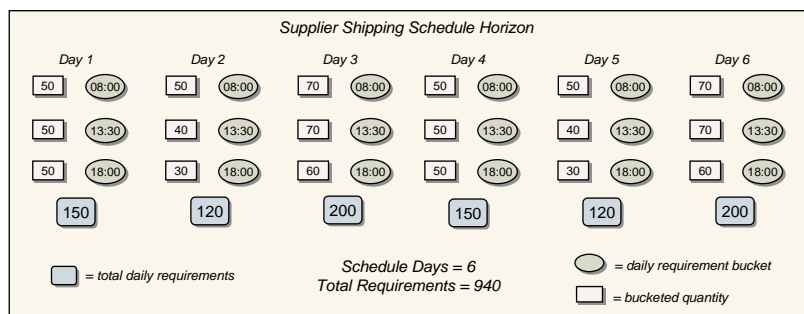 Supplier Shipping Schedule Horizon
Day 1 Day 2 Day 3 Day 4 Day 5 Day 6
50 08:00 50 08:00 70 08:00 50 08:00 50 08:00 70 08:00
50 13:30 40 13:30 70 13:30 50 13:30 40 13:30 70 13:30
50 18:00 30 18:00 60 18:00 50 18:00 30 18:00 60 18:00
150 120 200 150 120 200
= total daily requirements
Schedule Days = 6
Total Requirements = 940
= daily requirement bucket
= bucketed quantity